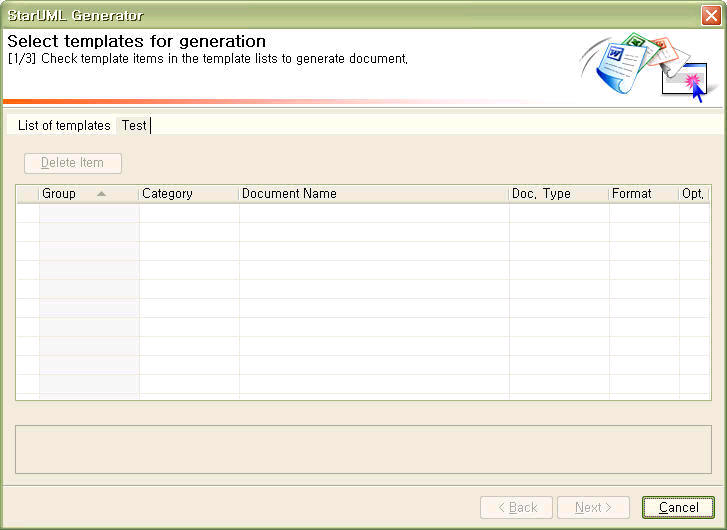 StarUML Generator
Select templates for generation
[1/3] Check template items in the template lists to generate document.
List of templates Test
Delete Item
Group Category Document Name Doc. Type Format Opt.
< Back Next > Cancel